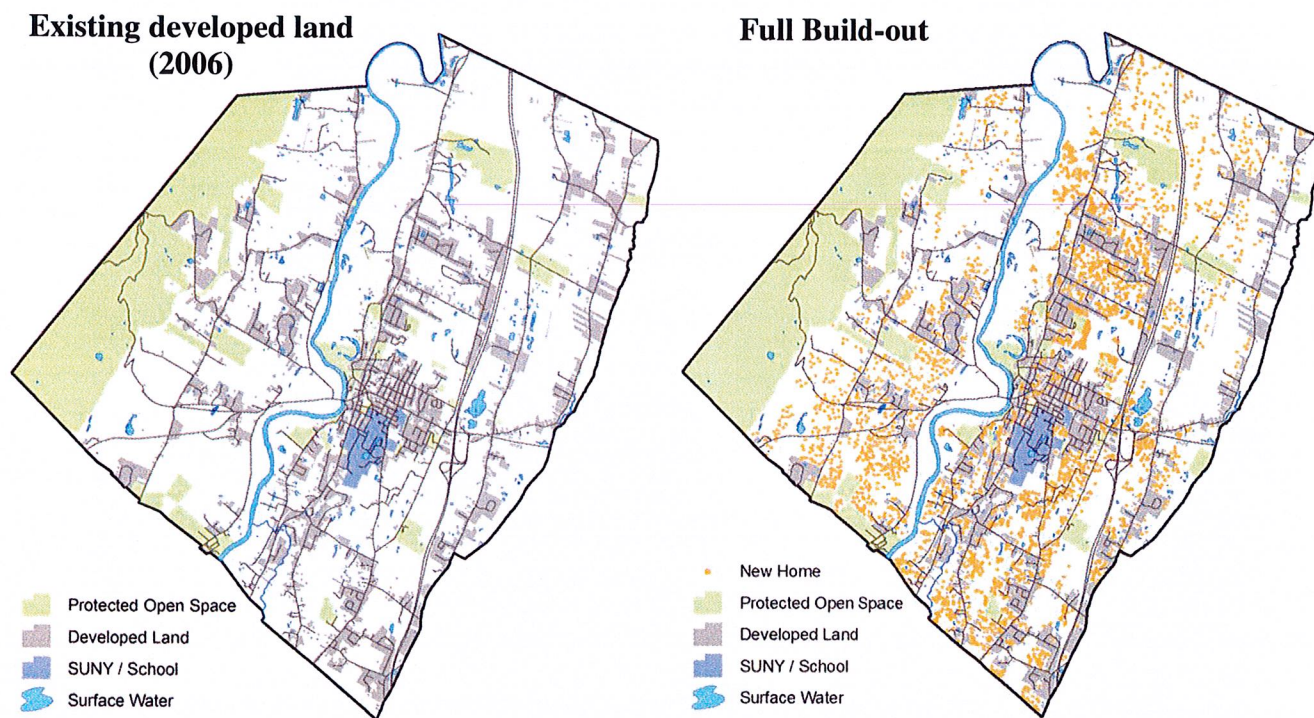 Existing developed land
(2006)
Protected Open Space
Developed Land
SUNY / School
Surface Water
Full Build-out
New Home
Protected Open Space
Developed Land
SUNY / School
Surface Water